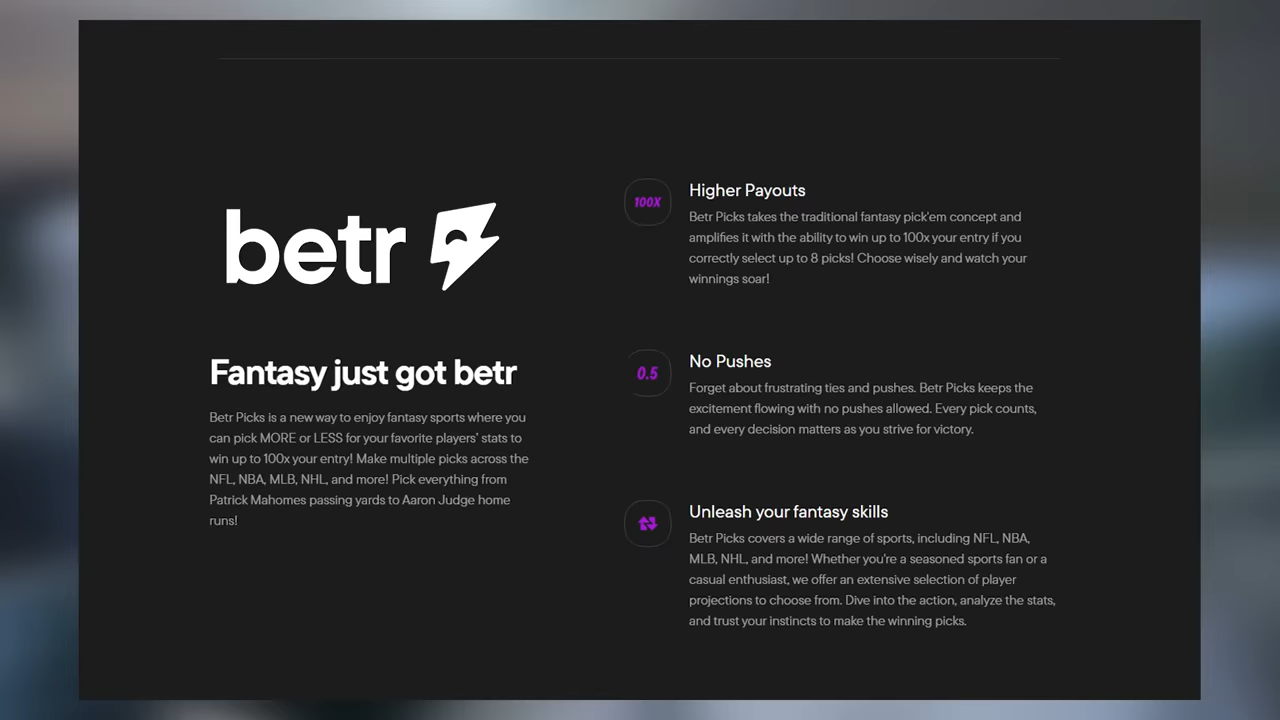 betr
Fantasy just got betr
Betr Picks is a new way to enjoy fantasy sports where you
can pick MORE or LESS for your favorite players' stats to
win up to 100x your entry! Make multiple picks across the
NFL, NBA, MLB, NHL, and more! Pick everything from
Patrick Mahomes passing yards to Aaron Judge home
runs!
100X
Higher Payouts
Betr Picks takes the traditional fantasy pick'em concept and
amplifies it with the ability to win up to 100x your entry if you
correctly select up to 8 picks! Choose wisely and watch your
winnings soar!
0.5
No Pushes
Forget about frustrating ties and pushes. Betr Picks keeps the
excitement flowing with no pushes allowed. Every pick counts,
and every decision matters as you strive for victory.
Unleash your fantasy skills
Betr Picks covers a wide range of sports, including NFL, NBA,
MLB, NHL, and more! Whether you're a seasoned sports fan or a
casual enthusiast, we offer an extensive selection of player
projections to choose from. Dive into the action, analyze the stats,
and trust your instincts to make the winning picks.